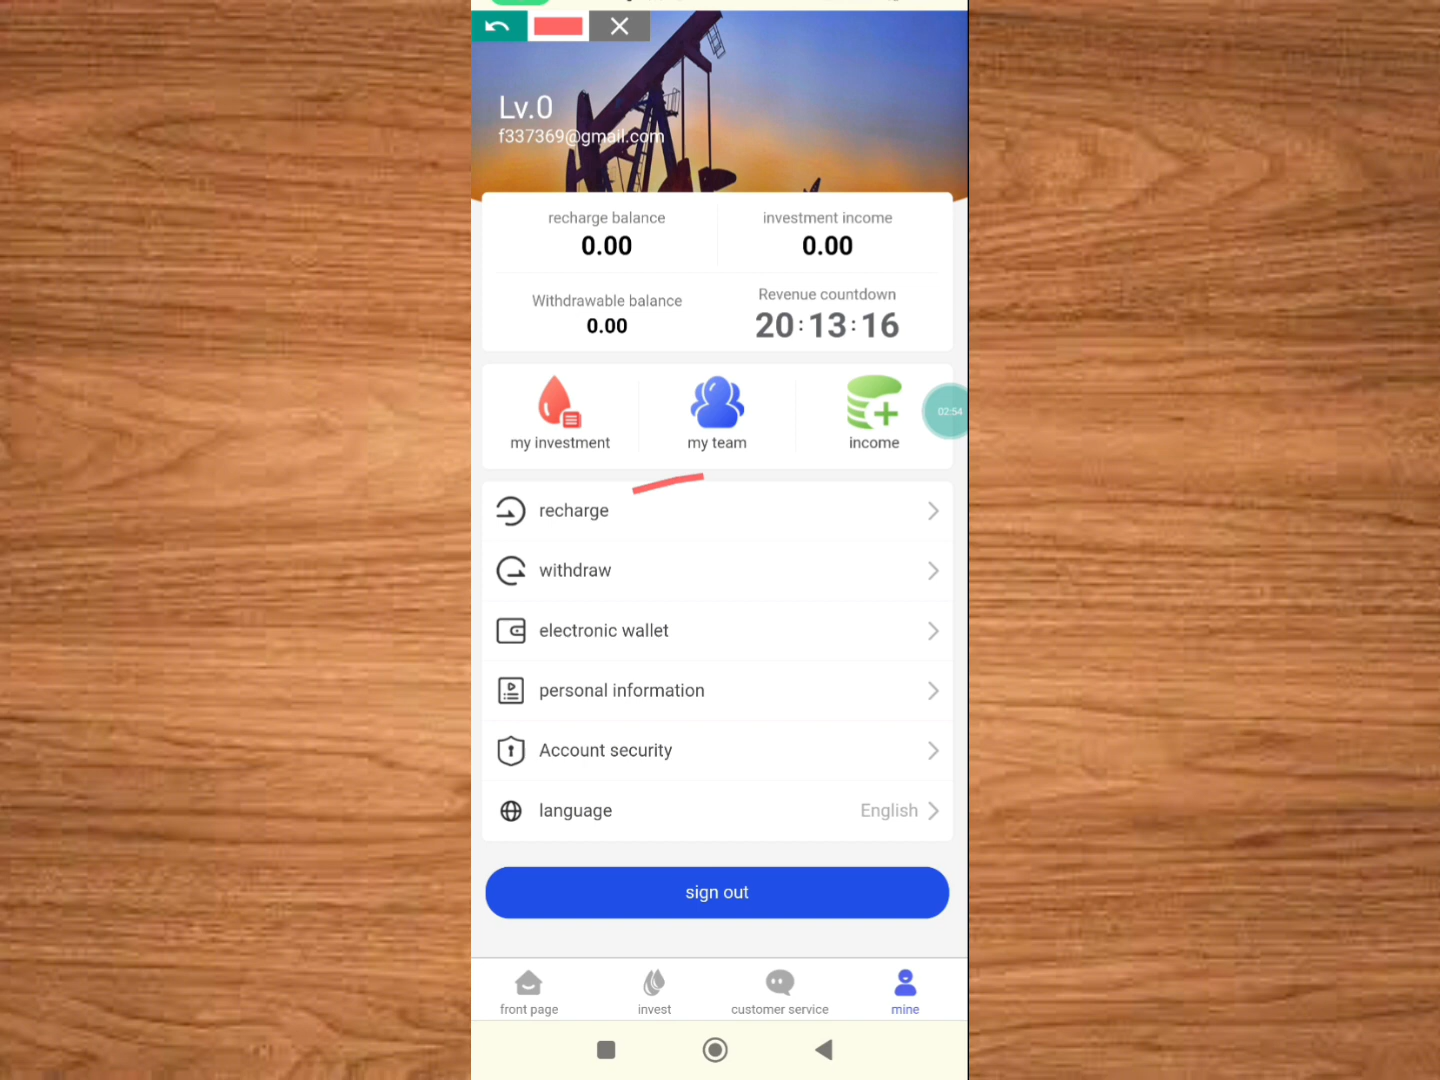 Lv.0
f337369@gmail.com
recharge balance
0.00
investment income
0.00
Withdrawable balance
0.00
Revenue countdown
20:13:16
my investment
my team
income
02:54
recharge
withdraw
electronic wallet
personal information
Account security
language
English
sign out
front page
invest
customer service
mine